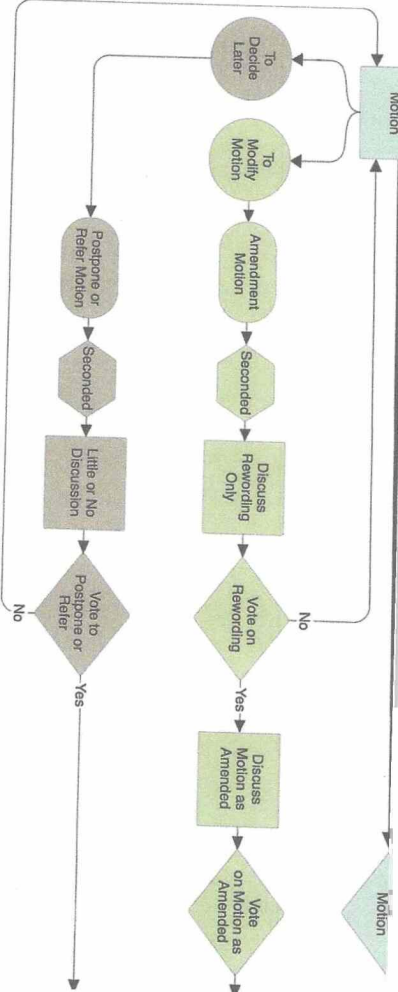 Motion
To
Decide
Later
To
Modify
Motion
Amendment
Motion
Seconded
Discuss
Rewording
Only
Vote on
Rewording
No
Yes
Discuss
Motion as
Amended
Vote
on Motion as
Amended
Motion
Postpone or
Refer Motion
Seconded
Little or No
Discussion
Vote to
Postpone or
Refer
No
Yes